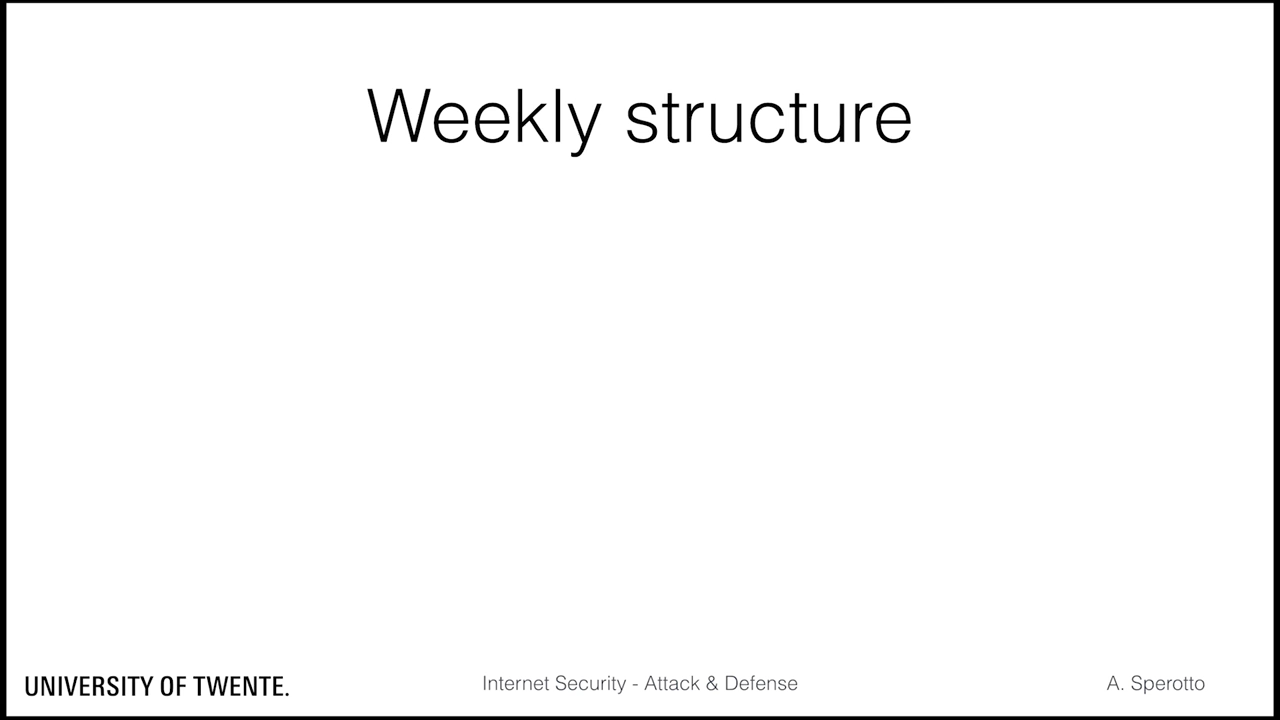 Weekly structure
UNIVERSITY OF TWENTE.
Internet Security - Attack & Defense
A. Sperotto